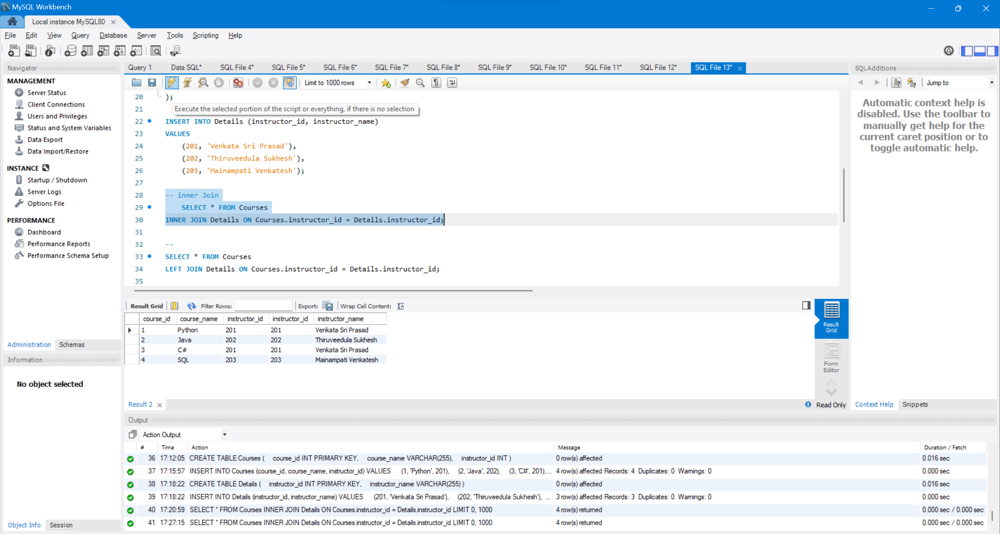 MySQL Workbench
Local instance MySQL80
File Edit View Query Database Server Tools Scripting Help
Navigator
MANAGEMENT
Server Status
Client Connections
Users and Privileges
Status and System Variables
Data Export
Data Import/Restore
INSTANCE
Startup / Shutdown
Server Logs
Options File
PERFORMANCE
Dashboard
Performance Reports
Performance Schema Setup
Administration Schemas
Information
No object selected
Object Info Session
Query 1 Data SQL* SQL File 4* SQL File 5* SQL File 6* SQL File 7* SQL File 8* SQL File 9* SQL File 10* SQL File 11* SQL File 12* SQL File 13*
Limit to 1000 rows
20 );
21
Execute the selected portion of the script or everything, if there is no selection
22 INSERT INTO Details (instructor_id, instructor_name)
23 VALUES
24 (201, 'Venkata Sri Prasad'),
25 (202, 'Thiruveedula Sukhesh'),
26 (203, 'Mainampati Venkatesh');
27
28 -- inner Join
29 SELECT * FROM Courses
30 INNER JOIN Details ON Courses.instructor_id = Details.instructor_id;
31
32 --
33 SELECT * FROM Courses
34 LEFT JOIN Details ON Courses.instructor_id = Details.instructor_id;
35
Result Grid Filter Rows: Export: Wrap Cell Content:
course_id course_name instructor_id instructor_id instructor_name
1 Python 201 201 Venkata Sri Prasad
2 Java 202 202 Thiruveedula Sukhesh
3 C# 201 201 Venkata Sri Prasad
4 SQL 203 203 Mainampati Venkatesh
Result
Grid
Form
Editor
Result 2
Read Only
SQLAdditions
Jump to
Automatic context help is
disabled. Use the toolbar to
manually get help for the
current caret position or to
toggle automatic help.
Context Help Snippets
Output
Action Output
# Time Action Message Duration / Fetch
36 17:12:05 CREATE TABLE Courses ( course_id INT PRIMARY KEY, course_name VARCHAR(255), instructor_id INT ) 0 row(s) affected 0.016 sec
37 17:15:57 INSERT INTO Courses (course_id, course_name, instructor_id) VALUES (1, 'Python', 201), (2, 'Java', 202), (3, 'C#', 201),... 4 row(s) affected Records: 4 Duplicates: 0 Warnings: 0 0.000 sec
38 17:18:22 CREATE TABLE Details ( instructor_id INT PRIMARY KEY, instructor_name VARCHAR(255) ) 0 row(s) affected 0.016 sec
39 17:18:22 INSERT INTO Details (instructor_id, instructor_name) VALUES (201, 'Venkata Sri Prasad'), (202, 'Thiruveedula Sukhesh'), ... 3 row(s) affected Records: 3 Duplicates: 0 Warnings: 0 0.000 sec
40 17:20:59 SELECT * FROM Courses INNER JOIN Details ON Courses.instructor_id = Details.instructor_id LIMIT 0, 1000 4 row(s) returned 0.000 sec / 0.000 sec
41 17:27:15 SELECT * FROM Courses INNER JOIN Details ON Courses.instructor_id = Details.instructor_id LIMIT 0, 1000 4 row(s) returned 0.000 sec / 0.000 sec